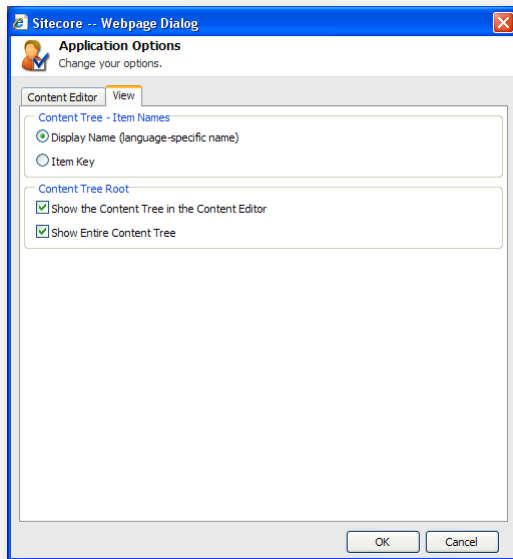 Sitecore -- Webpage Dialog
Application Options
Change your options.
Content Editor View
Content Tree - Item Names
Display Name (language-specific name)
Item Key
Content Tree Root
Show the Content Tree in the Content Editor
Show Entire Content Tree
OK Cancel